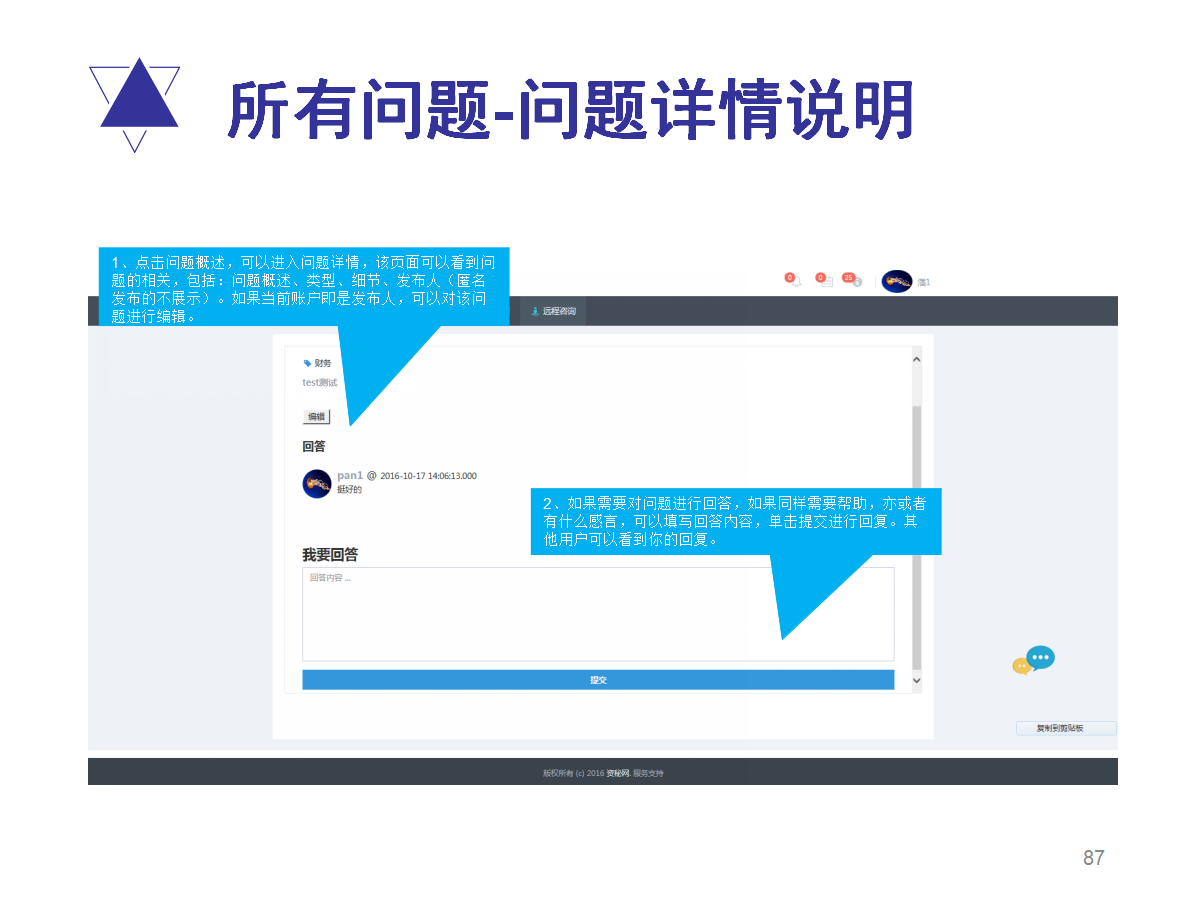 所有问题-问题详情说明
1、点击问题概述，可以进入问题详情，该页面可以看到问
题的相关，包括：问题概述、类型、细节、发布人（匿名
发布的不展示）。如果当前账户即是发布人，可以对该问
题进行编辑。
0
0
25
远程咨询
财务
test测试
编辑
回答
pan1 @ 2016-10-17 14:06:13.000
挺好的
2、如果需要对问题进行回答，如果同样需要帮助，亦或者
有什么感言，可以填写回答内容，单击提交进行回复。其
他用户可以看到你的回复。
我要回答
回答内容 ...
提交
复制到剪贴板
版权所有 (c) 2016 资秘网. 服务支持
87